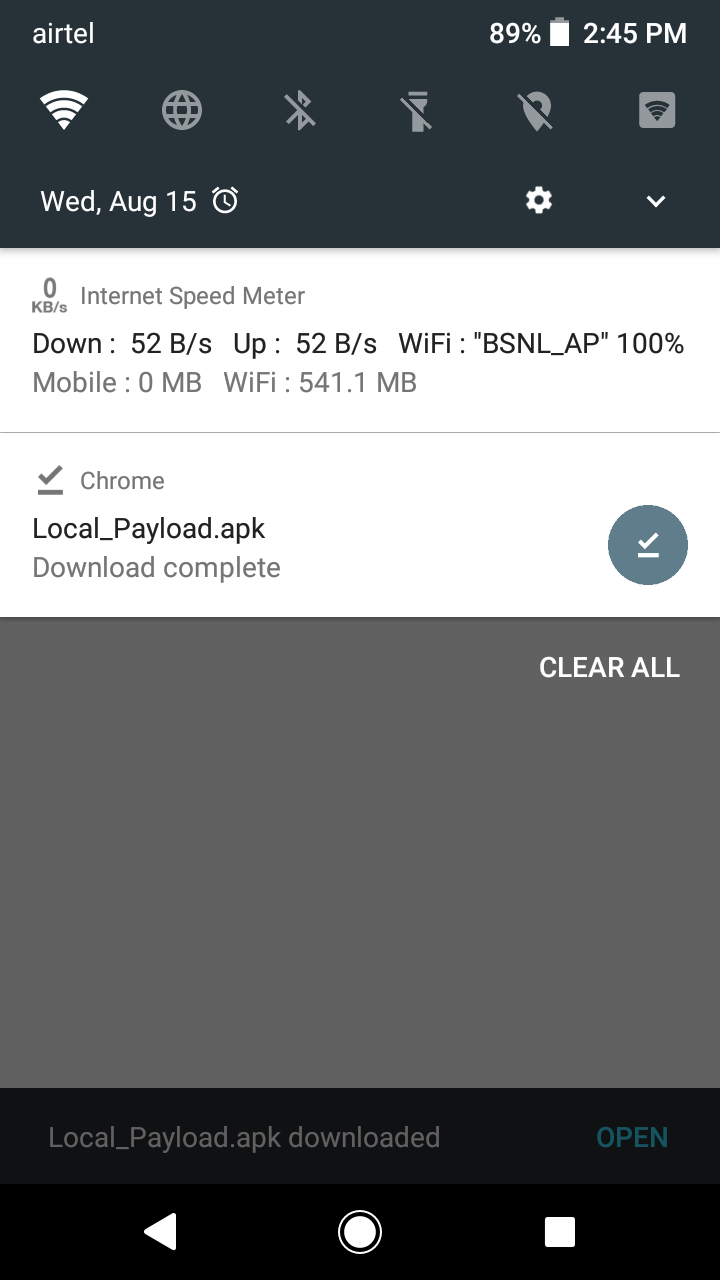 airtel 89% 2:45 PM
Wed, Aug 15
0 KB/s Internet Speed Meter
Down : 52 B/s Up : 52 B/s WiFi : "BSNL_AP" 100%
Mobile : 0 MB WiFi : 541.1 MB
Chrome
Local_Payload.apk
Download complete
CLEAR ALL
Local_Payload.apk downloaded OPEN